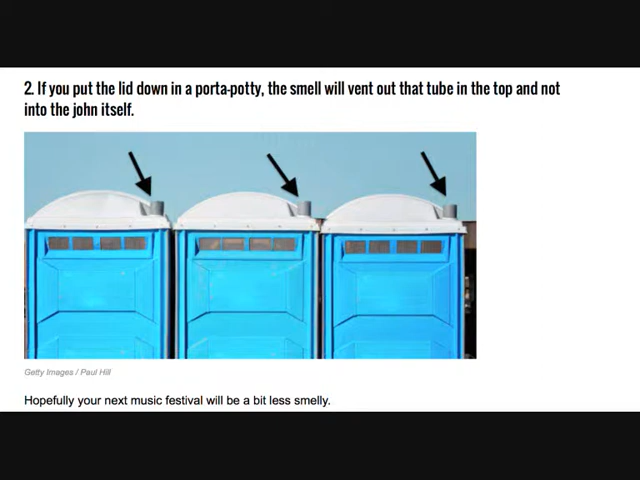 2. If you put the lid down in a porta-potty, the smell will vent out that tube in the top and not
into the john itself.
Getty Images / Paul Hill
Hopefully your next music festival will be a bit less smelly.